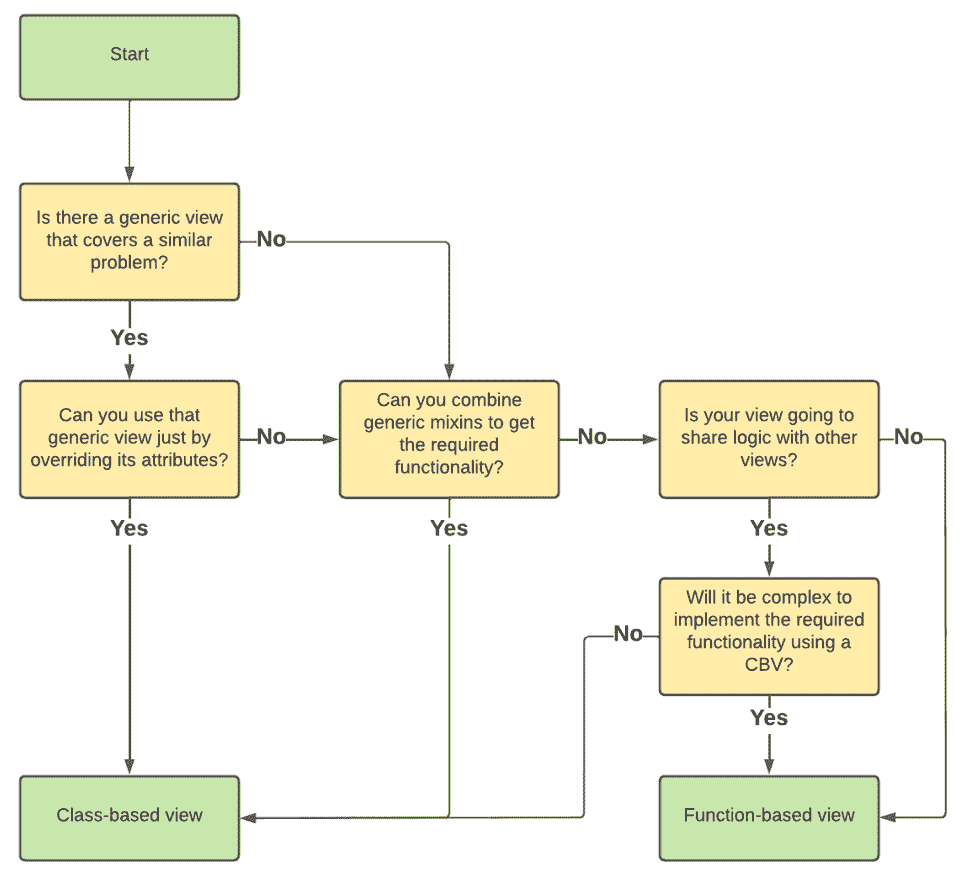 Start
Is there a generic view
that covers a similar
problem?
No
Yes
Can you use that
generic view just by
overriding its attributes?
No
Can you combine
generic mixins to get
the required
functionality?
No
Is your view going to
share logic with other
views?
No
Yes
Yes
Yes
Will it be complex to
implement the required
functionality using a
CBV?
No
Yes
Class-based view
Function-based view